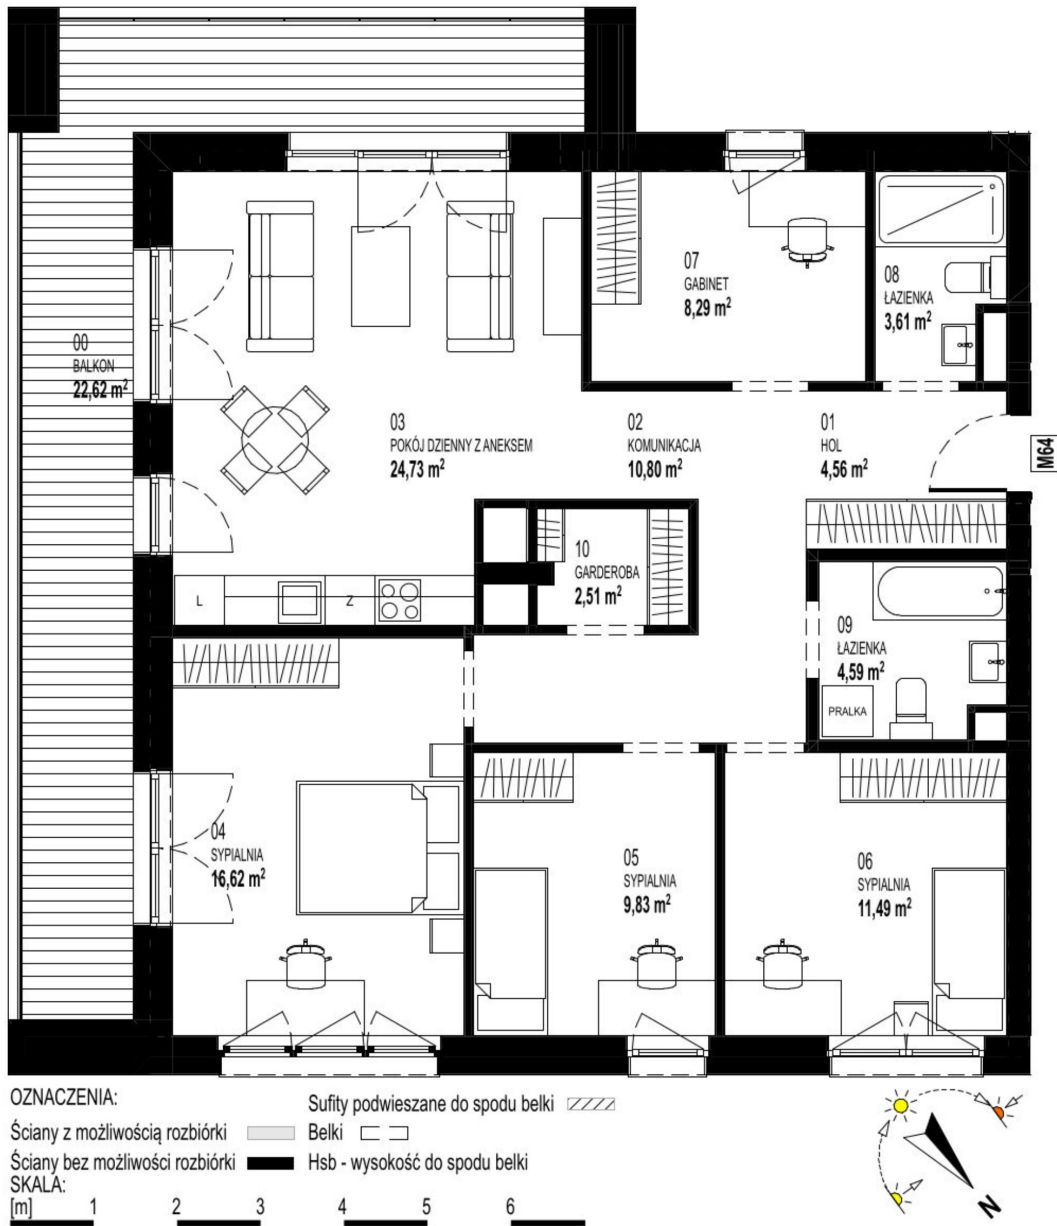 07
GABINET
8,29 m²
08
ŁAZIENKA
3,61 m²
00
BALKON
22,62 m²
03
POKÓJ DZIENNY Z ANEKSEM
24,73 m²
02
KOMUNIKACJA
10,80 m²
01
HOL
4,56 m²
M64
10
GARDEROBA
2,51 m²
L
Z
09
ŁAZIENKA
4,59 m²
PRALKA
04
SYPIALNIA
16,62 m²
05
SYPIALNIA
9,83 m²
06
SYPIALNIA
11,49 m²
OZNACZENIA:
Sufity podwieszane do spodu belki
Ściany z możliwością rozbiórki
Belki
Ściany bez możliwości rozbiórki
Hsb - wysokość do spodu belki
SKALA:
[m] 1 2 3 4 5 6
N